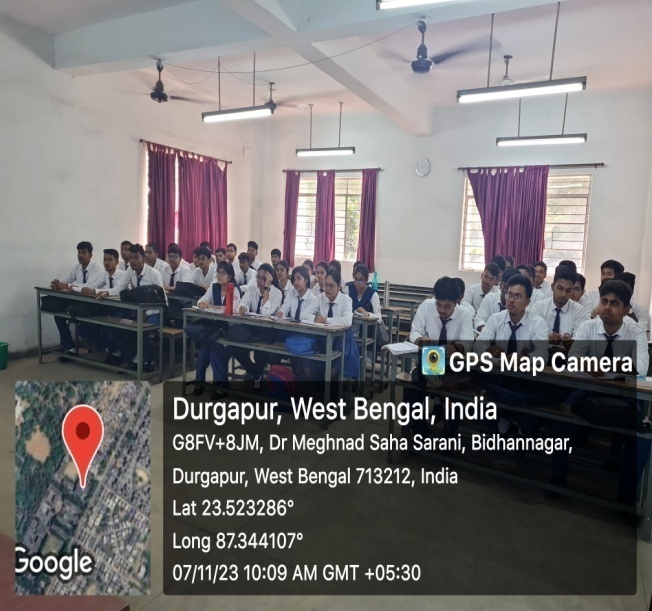 GPS Map Camera
Durgapur, West Bengal, India
G8FV+8JM, Dr Meghnad Saha Sarani, Bidhannagar,
Durgapur, West Bengal 713212, India
Lat 23.523286°
Long 87.344107°
07/11/23 10:09 AM GMT +05:30
Google